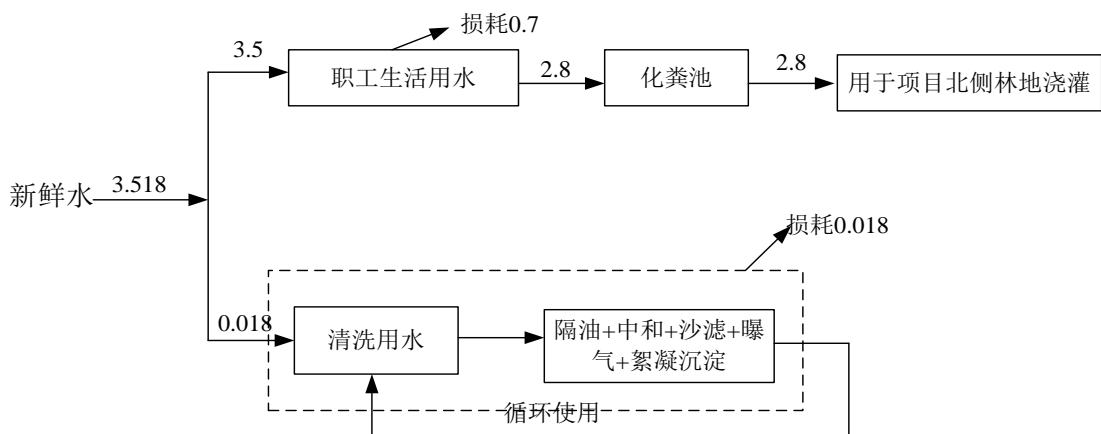 损耗0.7
3.5
职工生活用水
2.8
化粪池
2.8
用于项目北侧林地浇灌
新鲜水
3.518
损耗0.018
0.018
清洗用水
隔油+中和+沙滤+曝
气+絮凝沉淀
循环使用